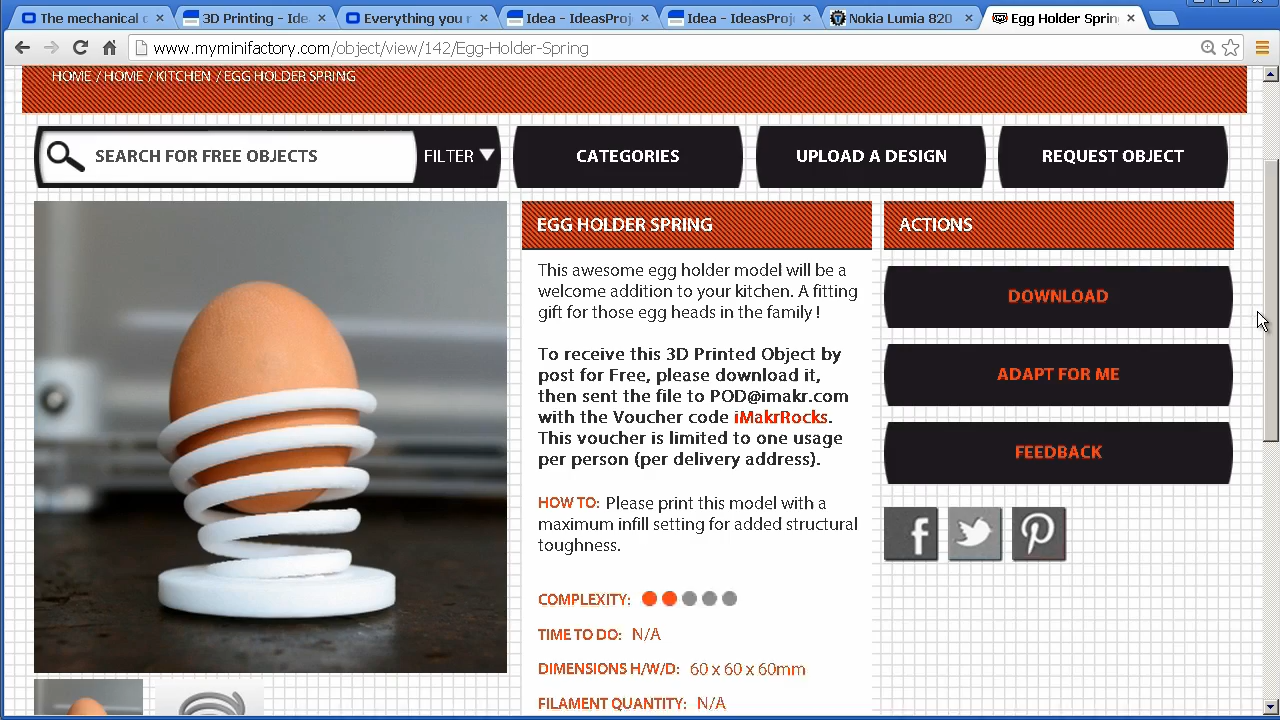 The mechanical
3D Printing - Ide
Everything you
Idea - IdeasProj
Idea - IdeasProj
Nokia Lumia 820
Egg Holder Sprin
www.myminifactory.com/object/view/142/Egg-Holder-Spring
HOME / HOME / KITCHEN / EGG HOLDER SPRING
SEARCH FOR FREE OBJECTS
FILTER
CATEGORIES
UPLOAD A DESIGN
REQUEST OBJECT
EGG HOLDER SPRING
This awesome egg holder model will be a
welcome addition to your kitchen. A fitting
gift for those egg heads in the family !
To receive this 3D Printed Object by
post for Free, please download it,
then sent the file to POD@imakr.com
with the Voucher code iMakrRocks.
This voucher is limited to one usage
per person (per delivery address).
HOW TO: Please print this model with a
maximum infill setting for added structural
toughness.
COMPLEXITY:
TIME TO DO: N/A
DIMENSIONS H/W/D: 60 x 60 x 60mm
FILAMENT QUANTITY: N/A
ACTIONS
DOWNLOAD
ADAPT FOR ME
FEEDBACK